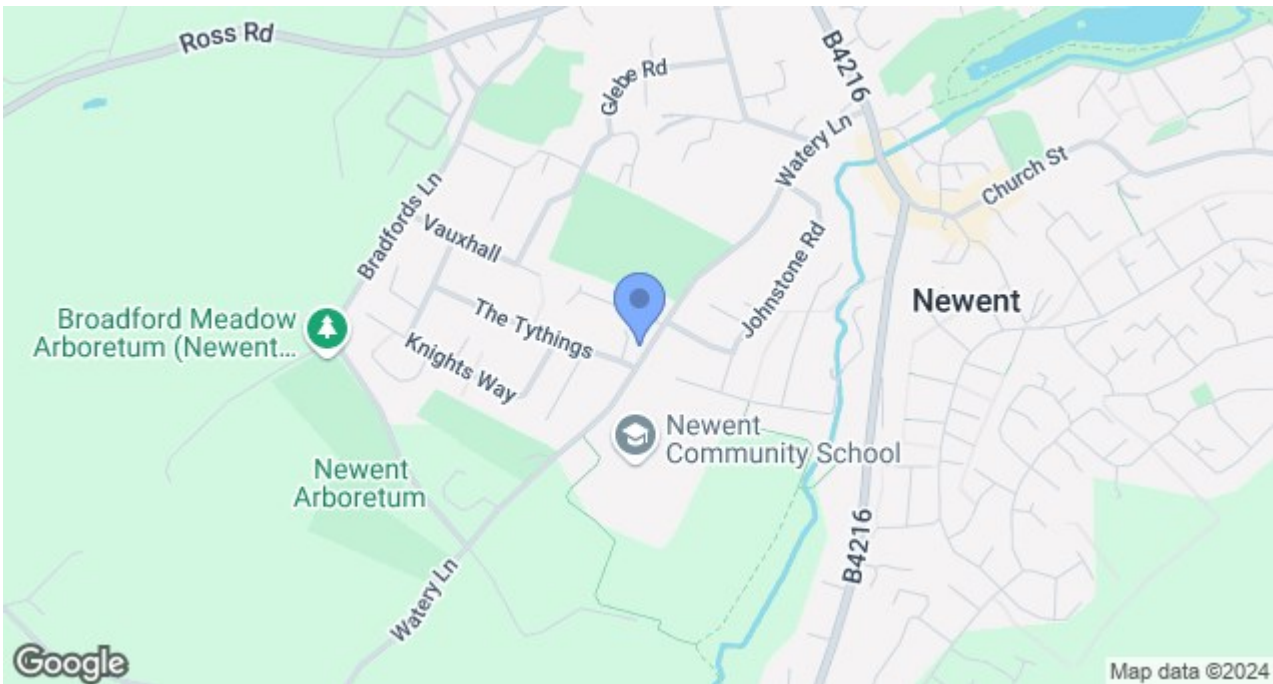 Ross Rd
B4216
Glebe Rd
Watery Ln
Church St
Bradfords Ln
Vauxhall
Johnstone Rd
Newent
The Tythings
Broadford Meadow
Arboretum (Newent...
Knights Way
Newent
Community School
Newent
Arboretum
B4216
Watery Ln
Google
Map data ©2024